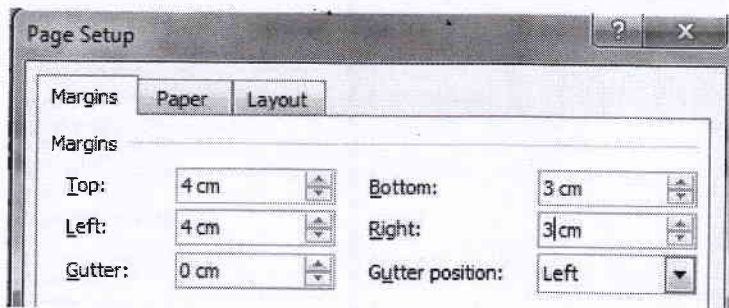 Page Setup
? X
Margins Paper Layout
Margins
Top: 4 cm Bottom: 3 cm
Left: 4 cm Right: 3 cm
Gutter: 0 cm Gutter position: Left